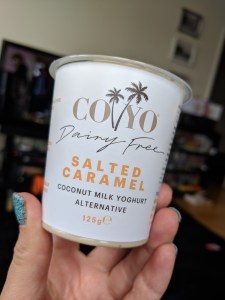 COYO
Dairy Free
SALTED
CARAMEL
COCONUT MILK YOGHURT
ALTERNATIVE
125g℮